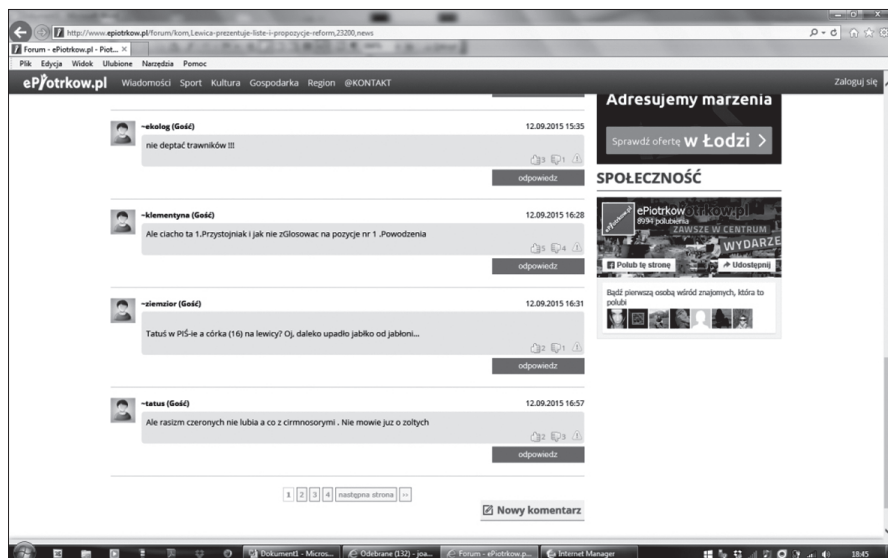 http://www.epiotrkow.pl/forum/kom,Lewica-prezentuje-liste-i-propozycje-reform,23200,news
Forum - ePiotrkow.pl - Piot... ×
Plik Edycja Widok Ulubione Narzędzia Pomoc
ePiotrkow.pl Wiadomości Sport Kultura Gospodarka Region @KONTAKT Zaloguj się
~ekolog (Gość) 12.09.2015 15:35
nie deptać trawników !!!
3 1
odpowiedz
~klementyna (Gość) 12.09.2015 16:28
Ale ciacho ta 1.Przystojniak i jak nie zGlosowac na pozycje nr 1 .Powodzenia
5 4
odpowiedz
~ziemzior (Gość) 12.09.2015 16:31
Tatuś w PIŚ-ie a córka (16) na lewicy? Oj, daleko upadło jabłko od jabłoni...
2 1
odpowiedz
~tatus (Gość) 12.09.2015 16:57
Ale rasizm czeronych nie lubia a co z cirmnosorymi . Nie mowie juz o zoltych
2 3
odpowiedz
1 2 3 4 następna strona ››
Nowy komentarz
Adresujemy marzenia
Sprawdź ofertę w Łodzi >
SPOŁECZNOŚĆ
ePiotrkow
8994 polubienia
ZAWSZE W CENTRUM
WYDARZE
Polub tę stronę Udostępnij
Bądź pierwszą osobą wśród znajomych, która to
polubi
Dokument1 - Micros... Odebrane (132) - joa... Forum - ePiotrkow.p... Internet Manager 18:45